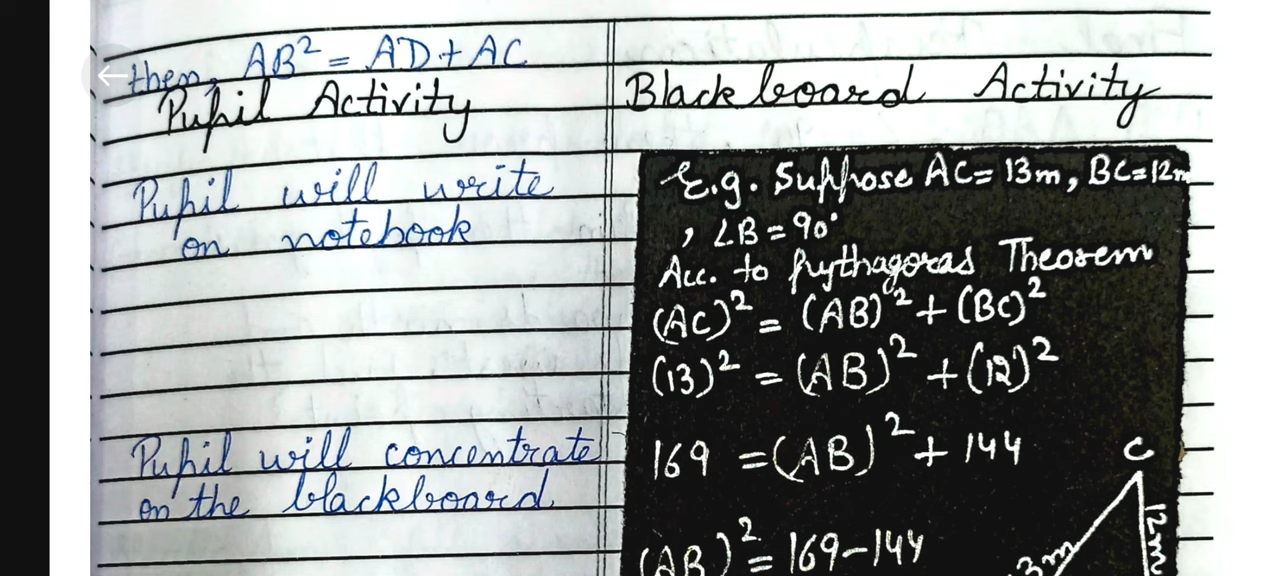 then, AB² = AD + AC
Pupil Activity
Blackboard Activity
Pupil will write
on notebook
Pupil will concentrate
on the blackboard
E.g. Suppose AC = 13m, BC = 12m
, ∠B = 90°
Acc. to pythagoras Theorem
(AC)² = (AB)² + (BC)²
(13)² = (AB)² + (12)²
169 = (AB)² + 144
(AB)² = 169 - 144
C
12m
3m